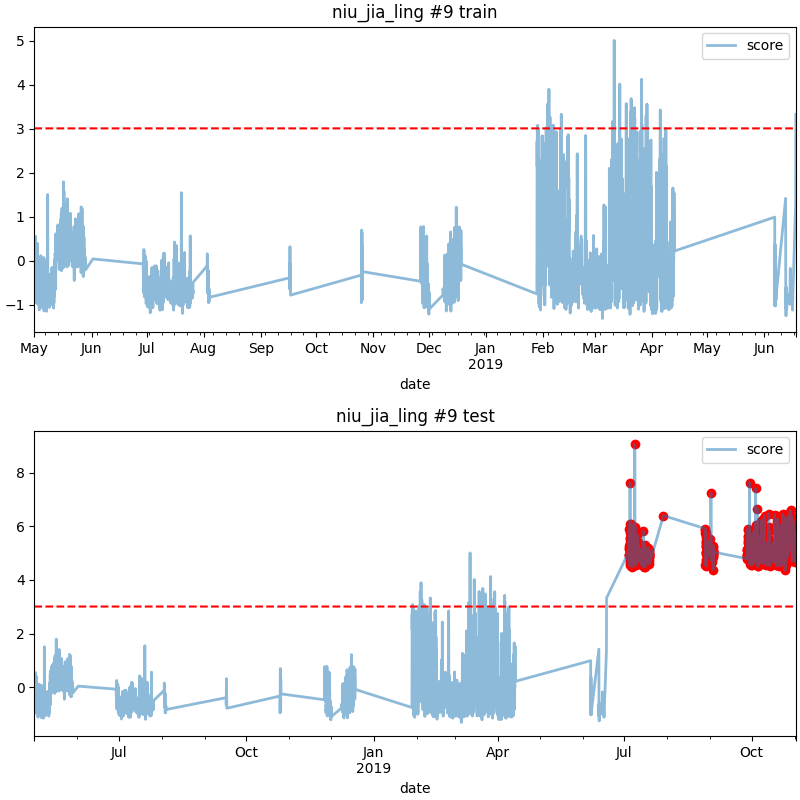 niu_jia_ling #9 train
score
5
4
3
2
1
0
−1
May Jun Jul Aug Sep Oct Nov Dec Jan Feb Mar Apr May Jun
2019
date
niu_jia_ling #9 test
score
8
6
4
2
0
Jul Oct Jan Apr Jul Oct
2019
date